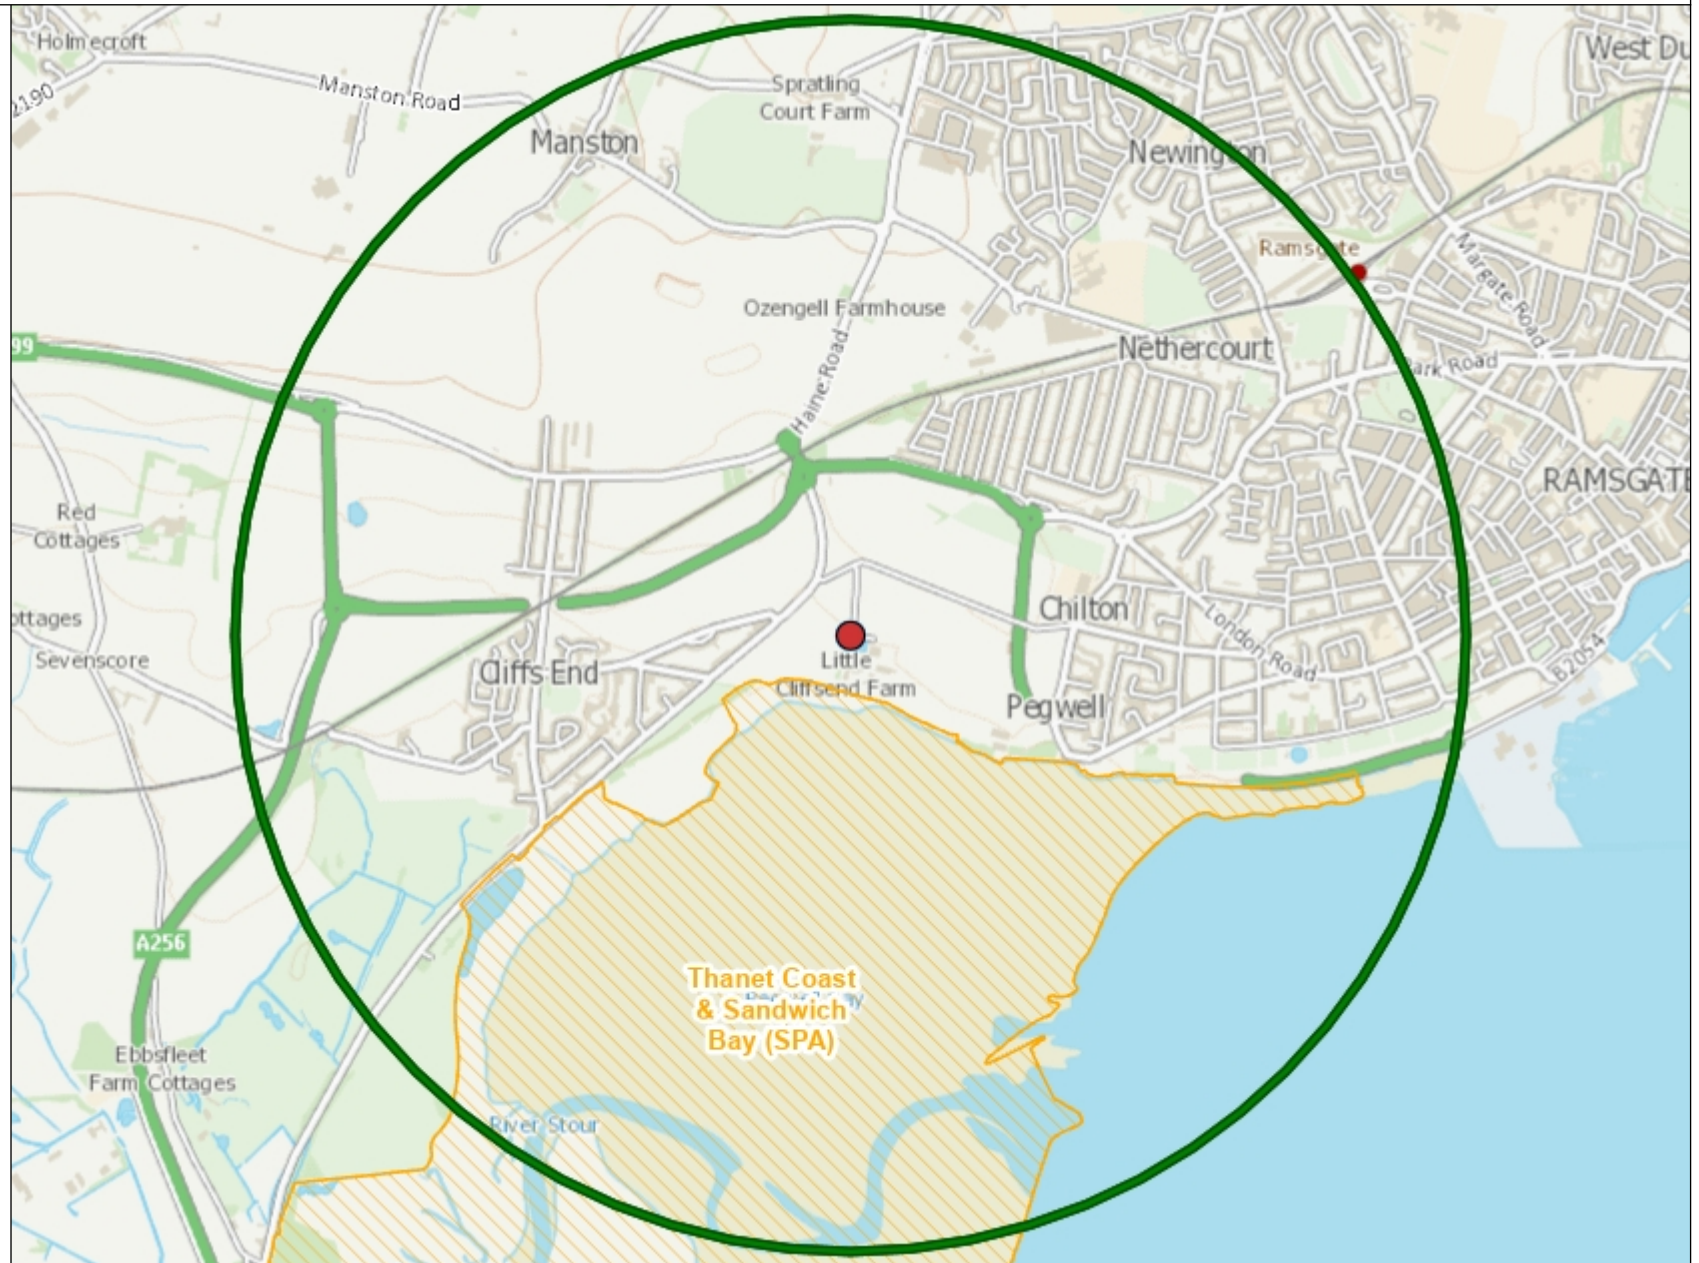 Holmecroft
West Du
Manston Road
Spratling
Court Farm
2190
Manston
Newington
Ramsgate
Margate Road
Ozengell Farmhouse
99
Nethercourt
Haine Road
Park Road
RAMSGATE
Red
Cottages
Chilton
ottages
London Road
Sevenscore
Cliffs End
Little
Cliffsend Farm
B2054
Pegwell
A256
Thanet Coast
& Sandwich
Bay (SPA)
Ebbsfleet
Farm Cottages
River Stour